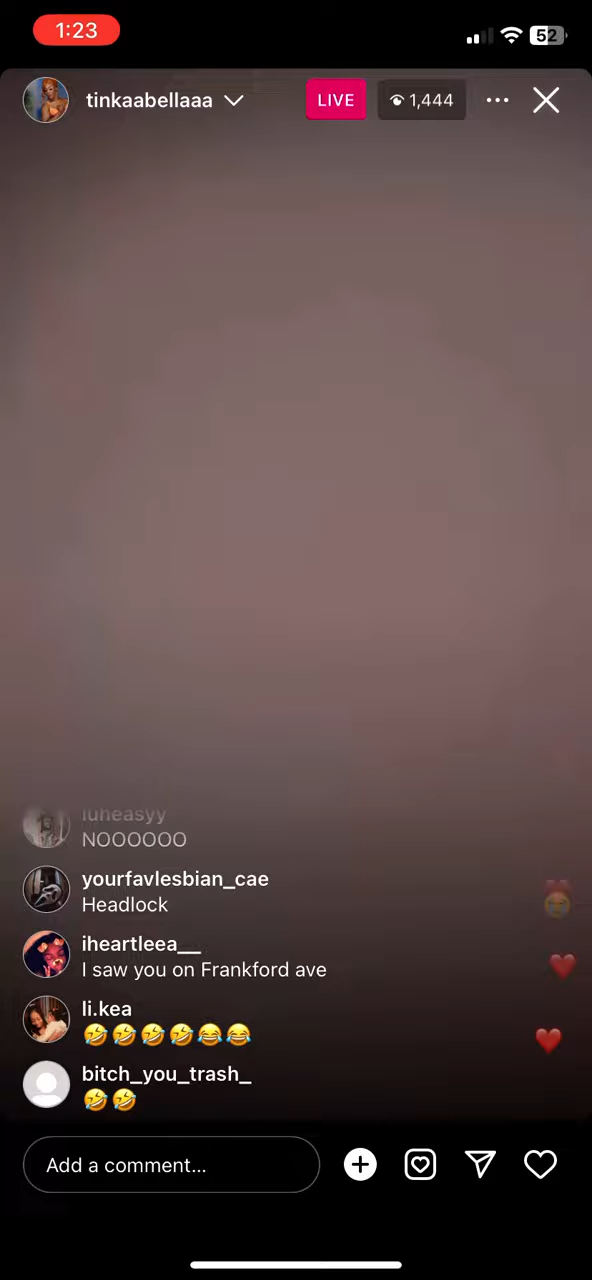 1:23
52
tinkaabellaaa
LIVE
1,444
luheasyy
NOOOOOO
yourfavlesbian_cae
Headlock
iheartleea__
I saw you on Frankford ave
li.kea
🤣🤣🤣🤣😂😂
bitch_you_trash_
🤣🤣
Add a comment...